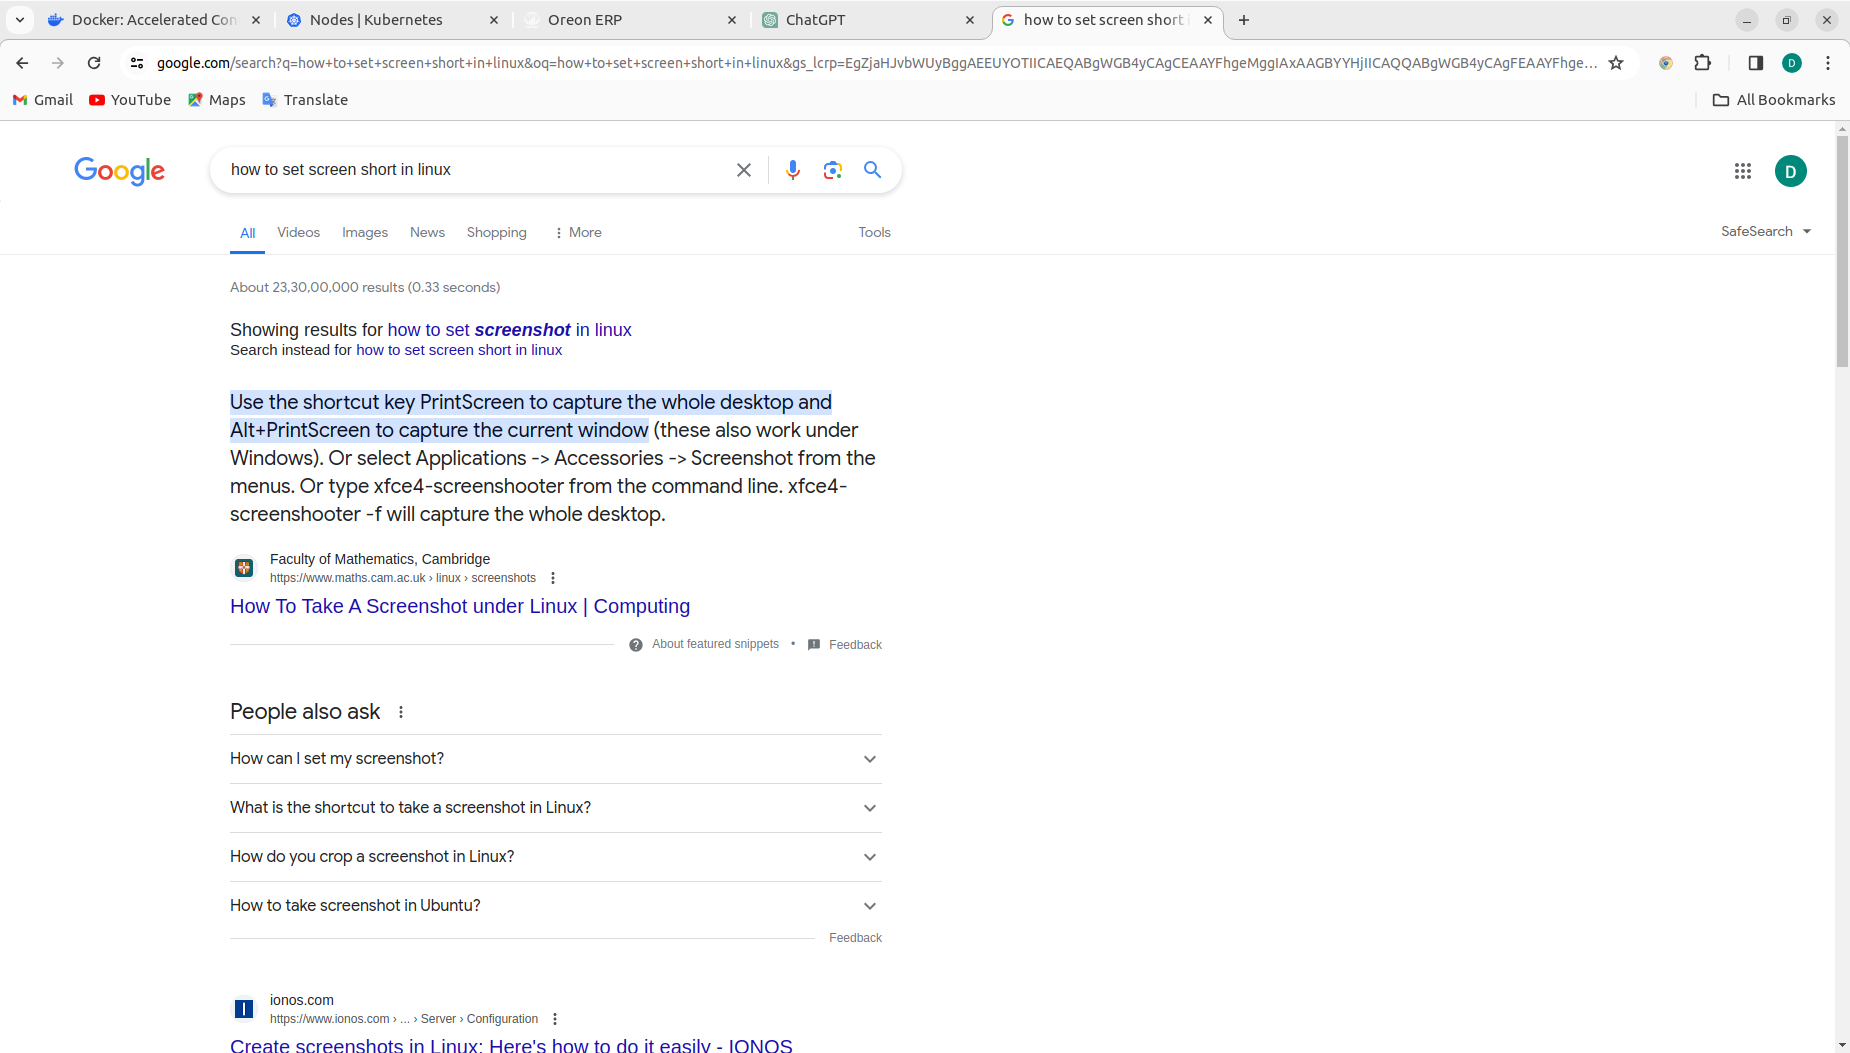 Docker: Accelerated Con
Nodes | Kubernetes
Oreon ERP
ChatGPT
how to set screen short i
google.com/search?q=how+to+set+screen+short+in+linux&oq=how+to+set+screen+short+in+linux&gs_lcrp=EgZjaHJvbWUyBggAEEUYOTIICAEQABgWGB4yCAgCEAAYFhgeMggIAxAAGBYYHjIICAQQABgWGB4yCAgFEAAYFhge...
D
Gmail
YouTube
Maps
Translate
All Bookmarks
Google
how to set screen short in linux
D
All
Videos
Images
News
Shopping
More
Tools
SafeSearch
About 23,30,00,000 results (0.33 seconds)
Showing results for how to set screenshot in linux
Search instead for how to set screen short in linux
Use the shortcut key PrintScreen to capture the whole desktop and
Alt+PrintScreen to capture the current window (these also work under
Windows). Or select Applications -> Accessories -> Screenshot from the
menus. Or type xfce4-screenshooter from the command line. xfce4-
screenshooter -f will capture the whole desktop.
Faculty of Mathematics, Cambridge
https://www.maths.cam.ac.uk › linux › screenshots
How To Take A Screenshot under Linux | Computing
About featured snippets • Feedback
People also ask
How can I set my screenshot?
What is the shortcut to take a screenshot in Linux?
How do you crop a screenshot in Linux?
How to take screenshot in Ubuntu?
Feedback
ionos.com
https://www.ionos.com › ... › Server › Configuration
Create screenshots in Linux: Here's how to do it easily - IONOS